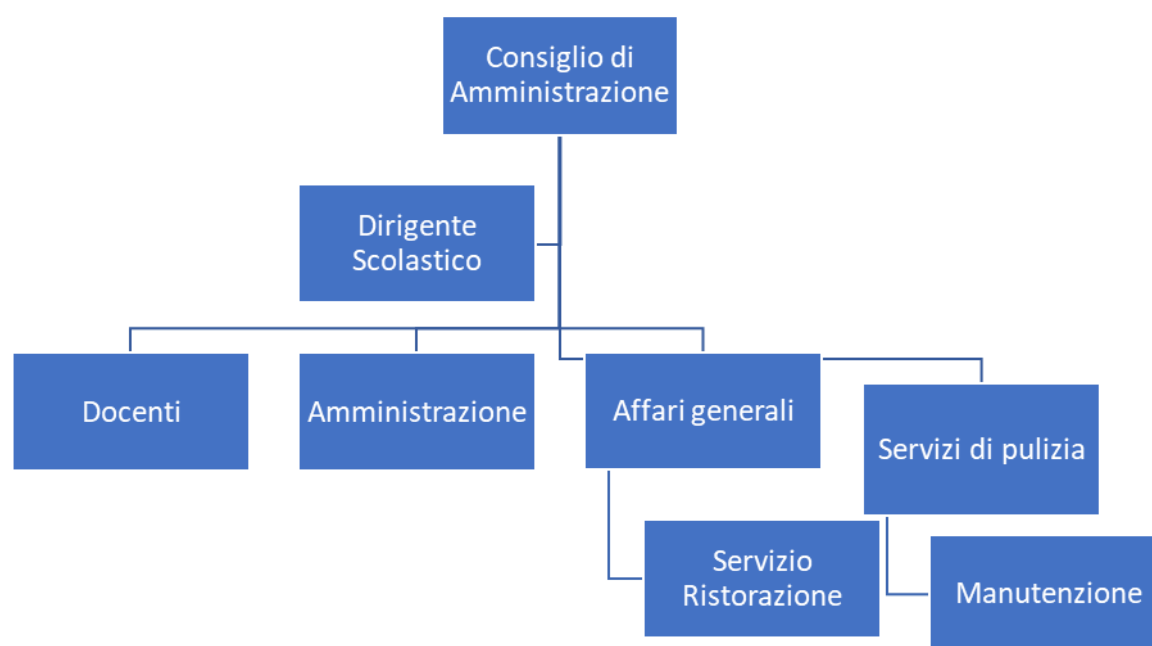 Consiglio di
Amministrazione
Dirigente
Scolastico
Docenti
Amministrazione
Affari generali
Servizi di pulizia
Servizio
Ristorazione
Manutenzione